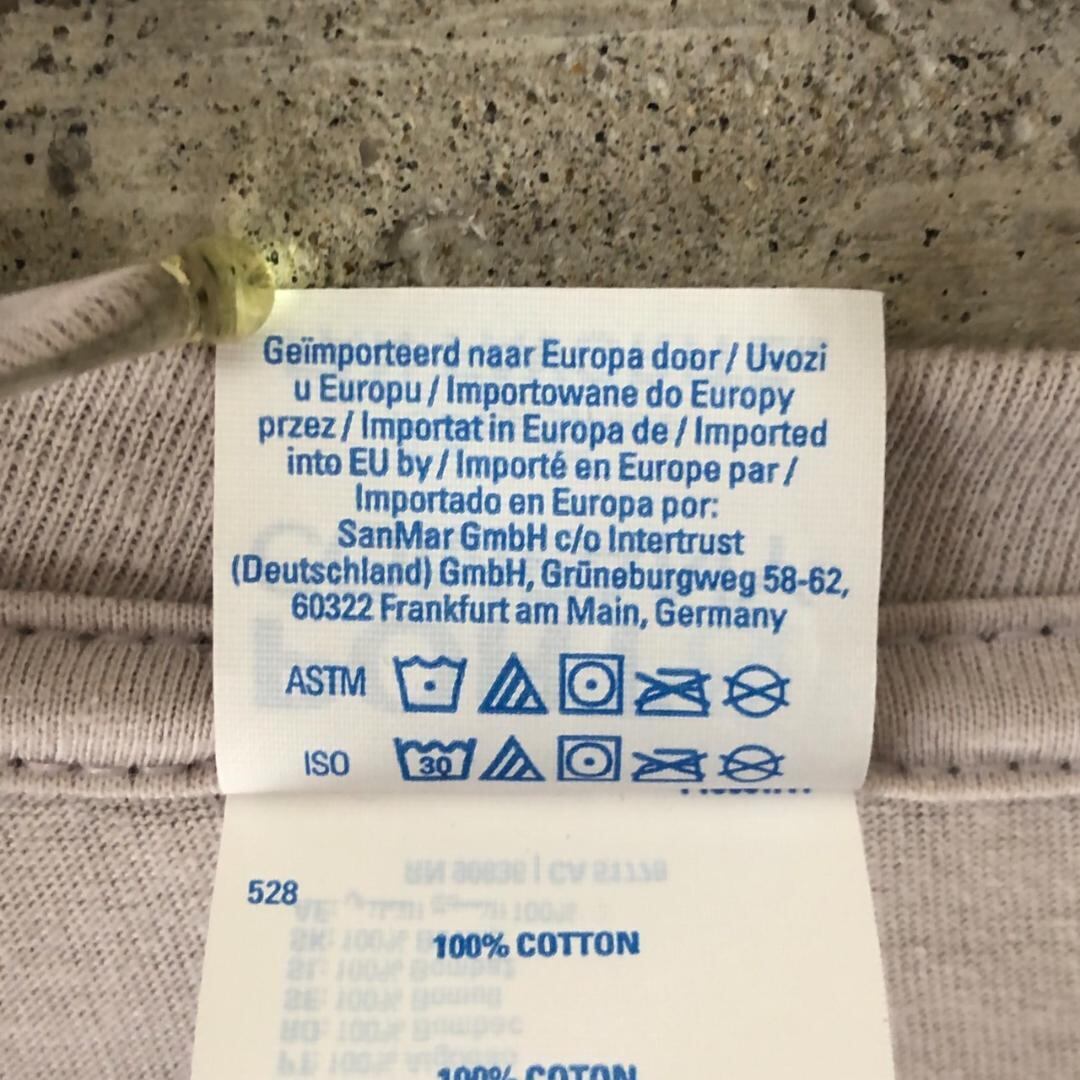 Geïmporteerd naar Europa door / Uvozi
u Europu / Importowane do Europy
przez / Importat in Europa de / Imported
into EU by / Importé en Europe par /
Importado en Europa por:
SanMar GmbH c/o Intertrust
(Deutschland) GmbH, Grüneburgweg 58-62,
60322 Frankfurt am Main, Germany
ASTM
ISO 30
528
100% COTTON
100% COTON